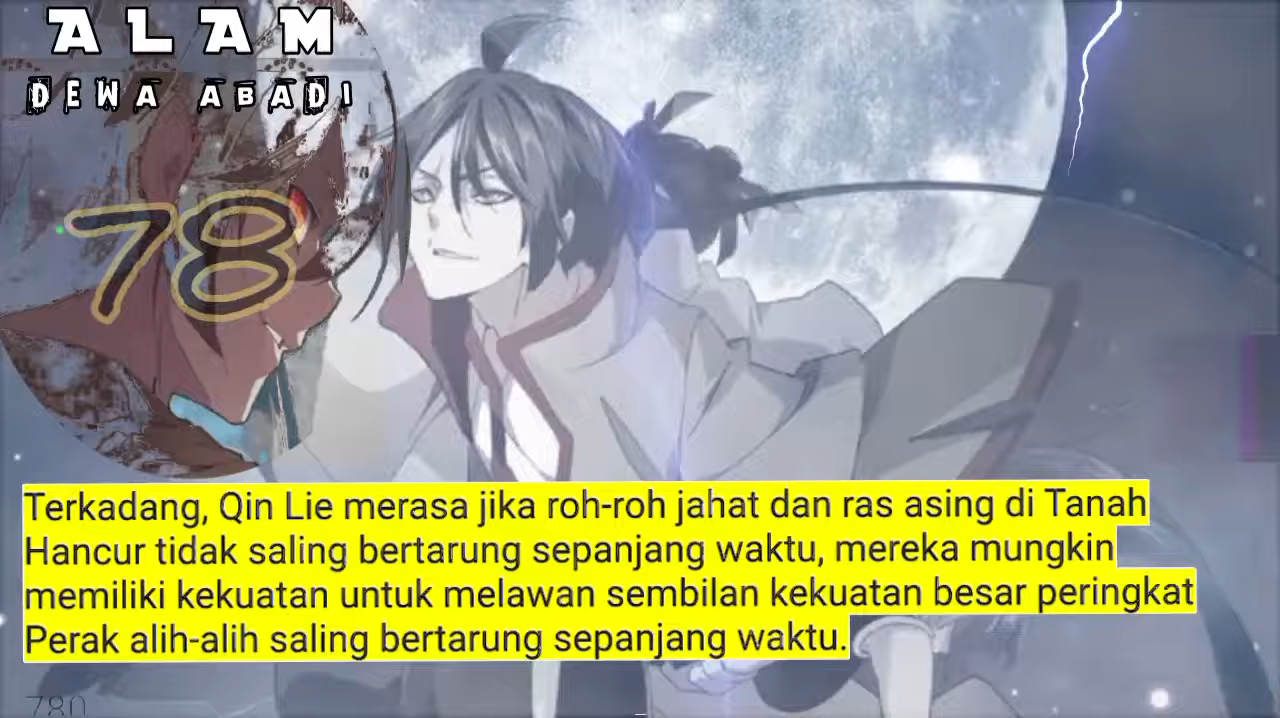 ALAM
DEWA ABADI
78
Terkadang, Qin Lie merasa jika roh-roh jahat dan ras asing di Tanah
Hancur tidak saling bertarung sepanjang waktu, mereka mungkin
memiliki kekuatan untuk melawan sembilan kekuatan besar peringkat
Perak alih-alih saling bertarung sepanjang waktu.
780